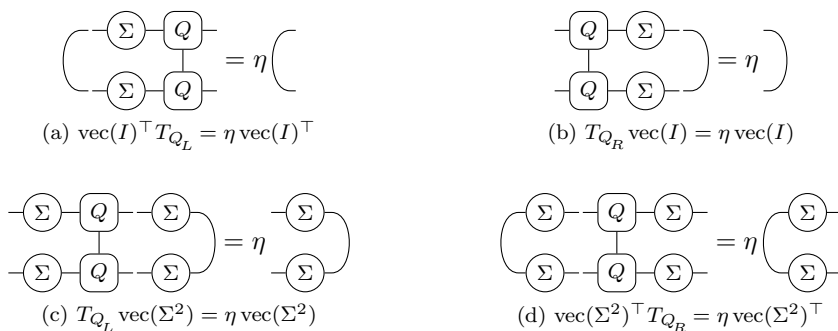 Σ Q = η Q Σ = η
Σ Q Q Σ
(a) vec(I)⊤T_{Q_L} = η vec(I)⊤ (b) T_{Q_R} vec(I) = η vec(I)
Σ Q Σ = η Σ Σ Q Σ = η Σ
Σ Q Σ Σ Σ Q Σ Σ
(c) T_{Q_L} vec(Σ²) = η vec(Σ²) (d) vec(Σ²)⊤T_{Q_R} = η vec(Σ²)⊤